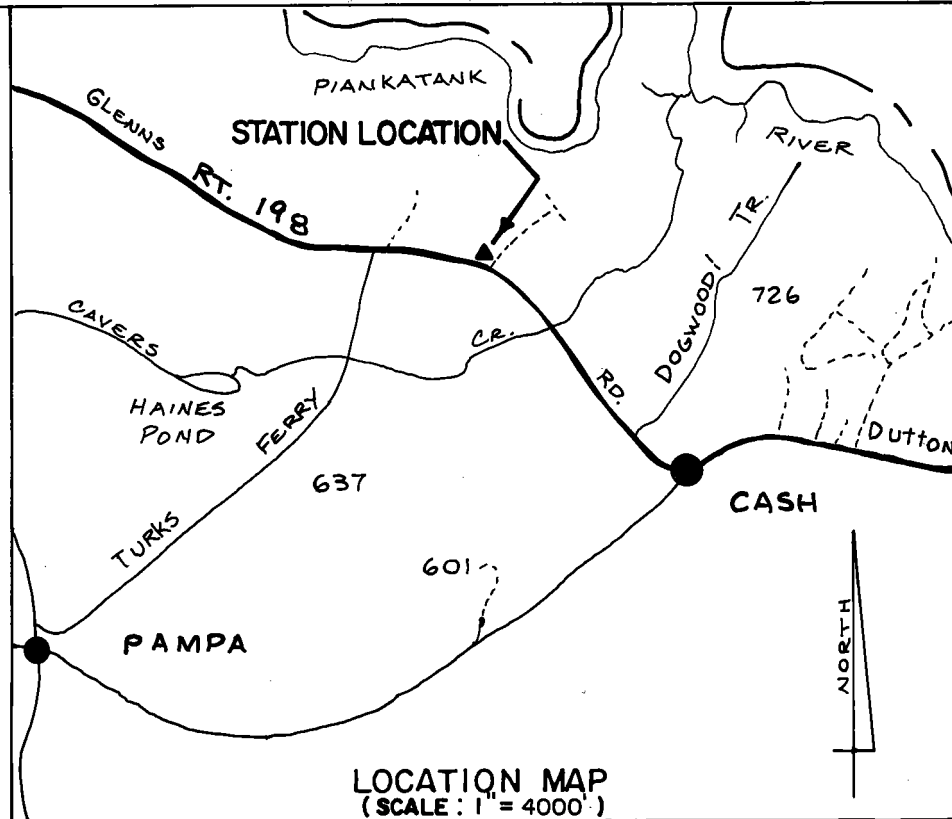 PIANKATANK
GLENNS
STATION LOCATION
RIVER
RT. 198
DOGWOOD TR.
726
CAVERS
CR.
RD.
HAINES
POND
FERRY
DUTTON
637
CASH
TURKS
601
PAMPA
NORTH
LOCATION MAP
(SCALE: 1" = 4000')